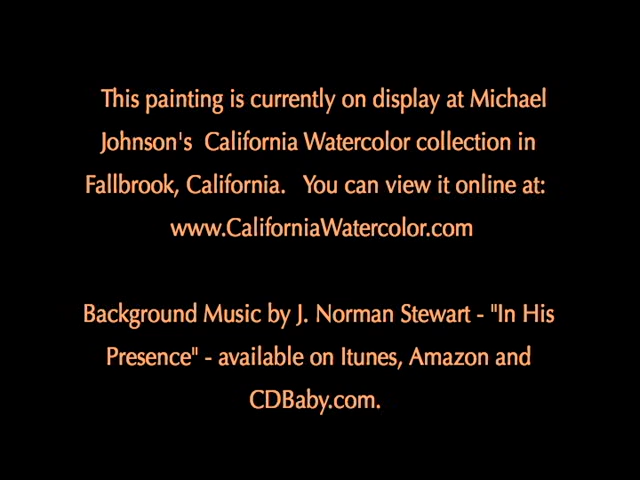 This painting is currently on display at Michael
Johnson's  California Watercolor collection in
Fallbrook, California.   You can view it online at:
www.CaliforniaWatercolor.com
Background Music by J. Norman Stewart - "In His
Presence" - available on Itunes, Amazon and
CDBaby.com.